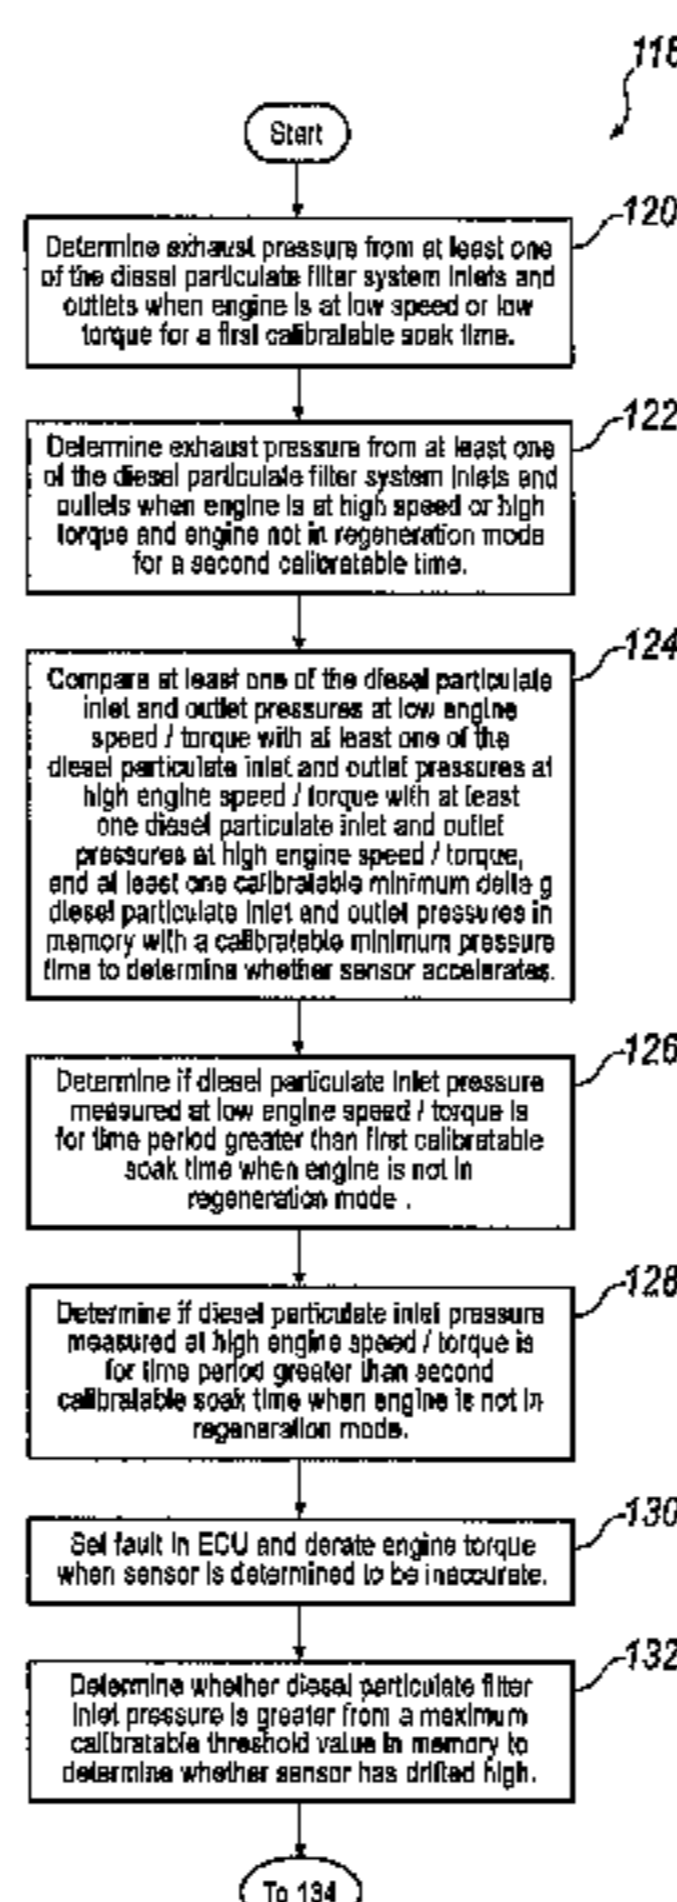 118
Start
120
Determine exhaust pressure from at least one
of the diesel particulate filter system inlets and
outlets when engine is at low speed or low
torque for a first calibratable soak time.
122
Determine exhaust pressure from at least one
of the diesel particulate filter system inlets and
outlets when engine is at high speed or high
torque and engine not in regeneration mode
for a second calibratable time.
124
Compare at least one of the diesel particulate
inlet and outlet pressures at low engine
speed / torque with at least one of the
diesel particulate inlet and outlet pressures at
high engine speed / torque with at least
one diesel particulate inlet and outlet
pressures at high engine speed / torque,
and at least one calibratable minimum delta g
diesel particulate inlet and outlet pressures in
memory with a calibratable minimum pressure
time to determine whether sensor accelerates.
126
Determine if diesel particulate inlet pressure
measured at low engine speed / torque is
for time period greater than first calibratable
soak time when engine is not in
regeneration mode .
128
Determine if diesel particulate inlet pressure
measured at high engine speed / torque is
for time period greater than second
calibratable soak time when engine is not in
regeneration mode.
130
Set fault in ECU and derate engine torque
when sensor is determined to be inaccurate.
132
Determine whether diesel particulate filter
inlet pressure is greater from a maximum
calibratable threshold value in memory to
determine whether sensor has drifted high.
To 134